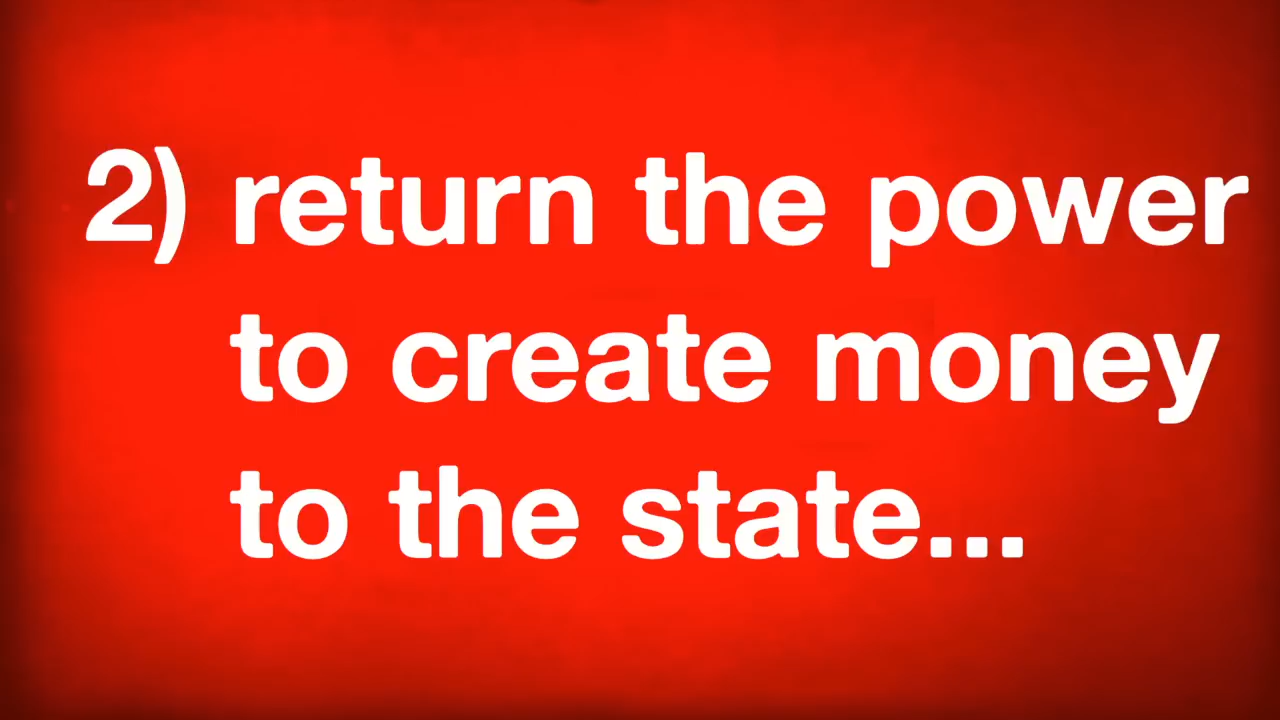 2) return the power
to create money
to the state...